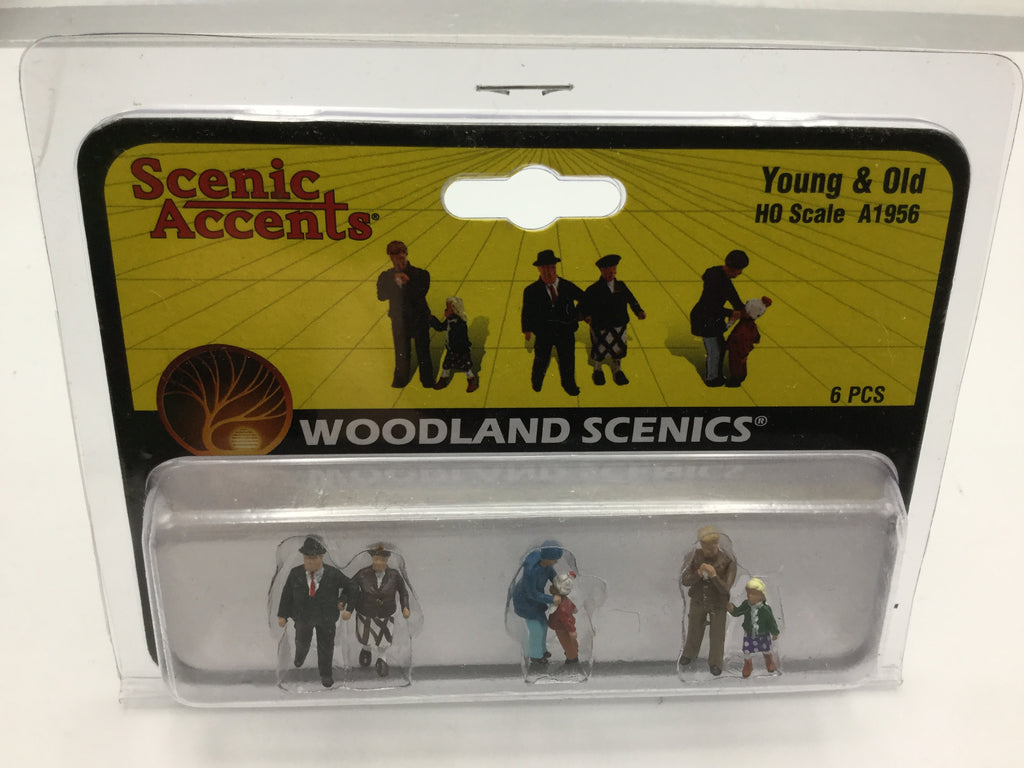 Scenic
Accents®
Young & Old
HO Scale A1956
6 PCS
WOODLAND SCENICS®